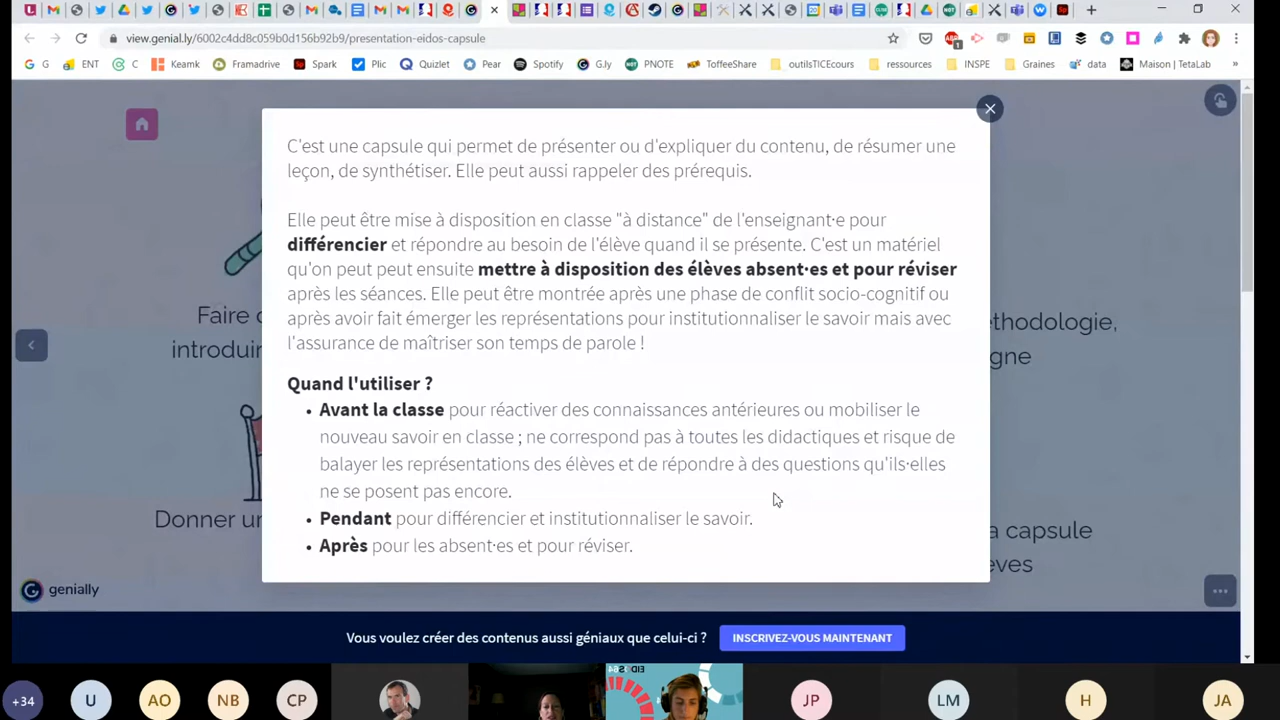 view.genial.ly/6002c4dd8c059d0156b92b9/presentation-eidos-capsule
G ENT C Keamk Framadrive Spark Plic Quizlet Pear Spotify G.ly PNOTE ToffeeShare outilsTICEcours ressources INSPE Graines data Maison | TetaLab »
C'est une capsule qui permet de présenter ou d'expliquer du contenu, de résumer une
leçon, de synthétiser. Elle peut aussi rappeler des prérequis.
Elle peut être mise à disposition en classe "à distance" de l'enseignant·e pour
différencier et répondre au besoin de l'élève quand il se présente. C'est un matériel
qu'on peut peut ensuite mettre à disposition des élèves absent·es et pour réviser
après les séances. Elle peut être montrée après une phase de conflit socio-cognitif ou
après avoir fait émerger les représentations pour institutionnaliser le savoir mais avec
l'assurance de maîtriser son temps de parole !
Quand l'utiliser ?
• Avant la classe pour réactiver des connaissances antérieures ou mobiliser le
nouveau savoir en classe ; ne correspond pas à toutes les didactiques et risque de
balayer les représentations des élèves et de répondre à des questions qu'ils·elles
ne se posent pas encore.
• Pendant pour différencier et institutionnaliser le savoir.
• Après pour les absent·es et pour réviser.
Faire
introdui
thodologie,
gne
Donner un
a capsule
èves
genially
Vous voulez créer des contenus aussi géniaux que celui-ci ? INSCRIVEZ-VOUS MAINTENANT
+34 U AO NB CP JP LM H JA